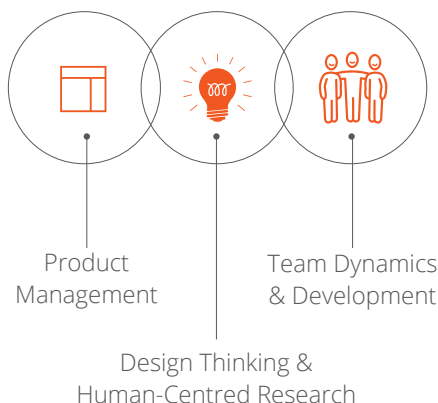 Product
Management
Team Dynamics
& Development
Design Thinking &
Human-Centred Research